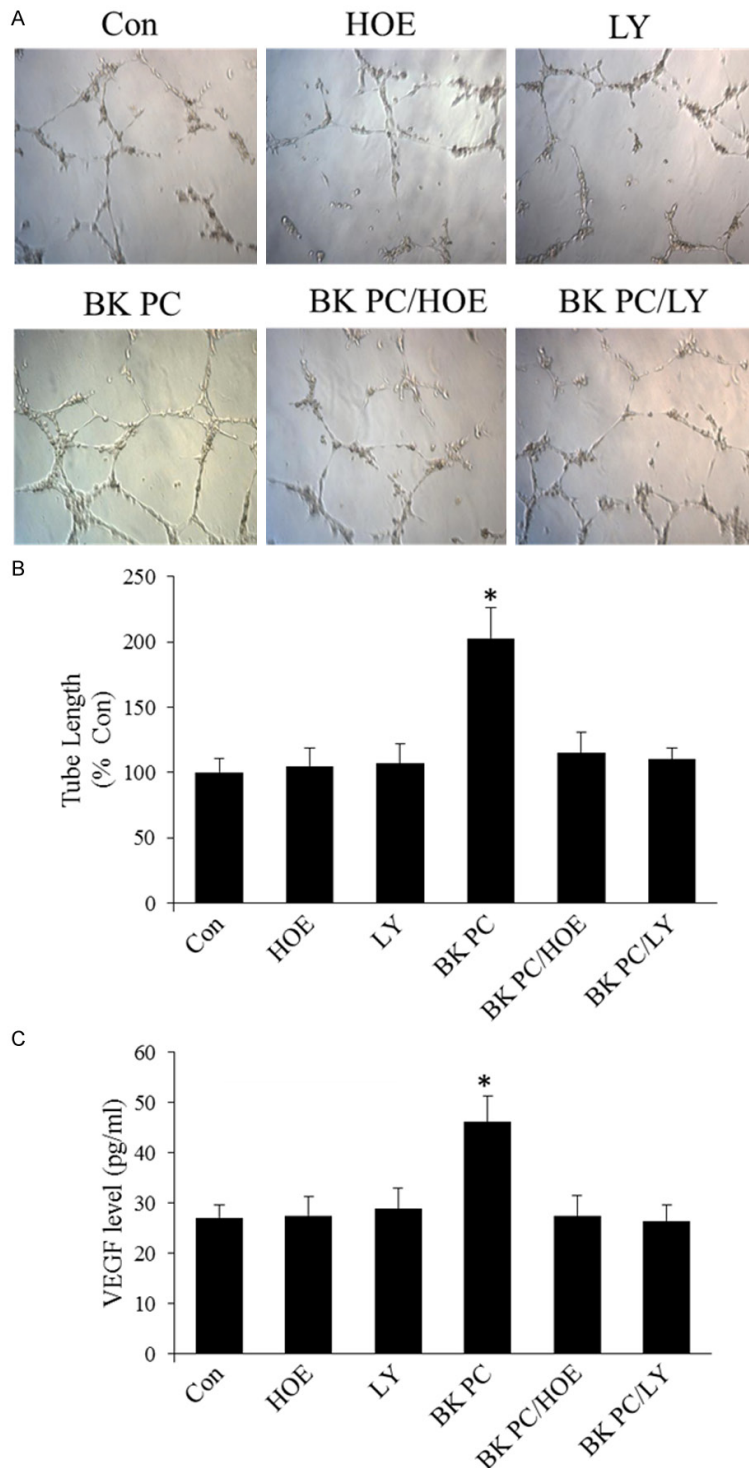 A
Con HOE LY
BK PC BK PC/HOE BK PC/LY
B
250
200
150
100
50
0
Tube Length
(% Con)
*
Con HOE LY BK PC BK PC/HOE BK PC/LY
C
60
50
40
30
20
10
0
VEGF level (pg/ml)
*
Con HOE LY BK PC BK PC/HOE BK PC/LY